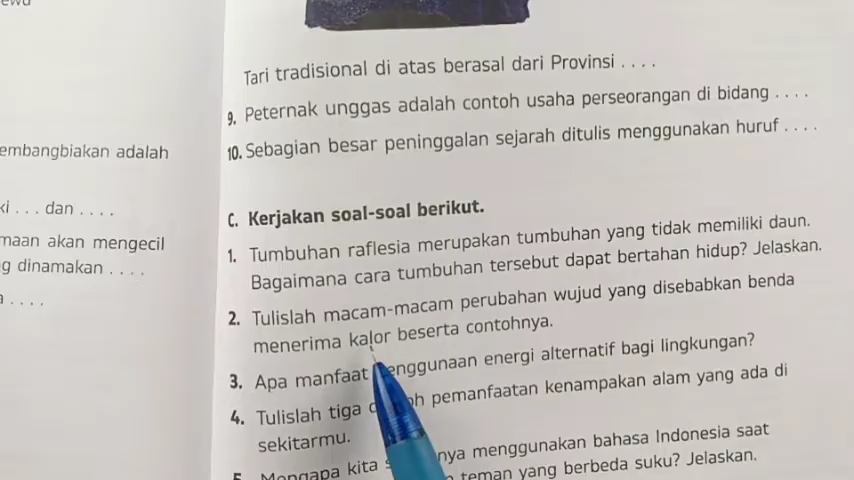 embangbiakan adalah
ki . . . dan . . . .
maan akan mengecil
g dinamakan . . . .
a . . . .
Tari tradisional di atas berasal dari Provinsi . . . .
9. Peternak unggas adalah contoh usaha perseorangan di bidang . . . .
10. Sebagian besar peninggalan sejarah ditulis menggunakan huruf . . . .
C. Kerjakan soal-soal berikut.
1. Tumbuhan raflesia merupakan tumbuhan yang tidak memiliki daun.
Bagaimana cara tumbuhan tersebut dapat bertahan hidup? Jelaskan.
2. Tulislah macam-macam perubahan wujud yang disebabkan benda
menerima kalor beserta contohnya.
3. Apa manfaat penggunaan energi alternatif bagi lingkungan?
4. Tulislah tiga pemanfaatan kenampakan alam yang ada di
sekitarmu.
5. Mengapa kita menggunakan bahasa Indonesia saat
teman yang berbeda suku? Jelaskan.